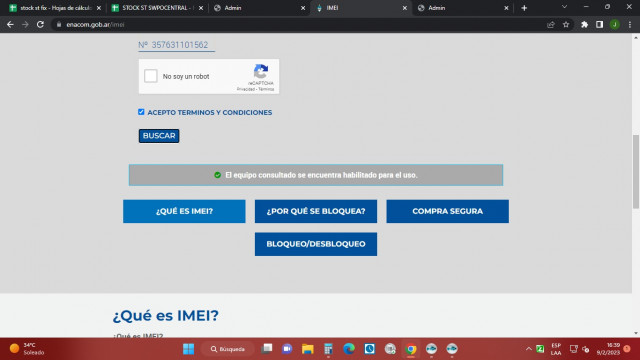 stock st fix - Hojas de cálculo
STOCK ST SWPOCENTRAL - H
Admin
IMEI
Admin
enacom.gob.ar/imei
J
Nº 357631101562
No soy un robot
reCAPTCHA
Privacidad - Términos
ACEPTO TERMINOS Y CONDICIONES
BUSCAR
El equipo consultado se encuentra habilitado para el uso.
¿QUÉ ES IMEI?
¿POR QUÉ SE BLOQUEA?
COMPRA SEGURA
BLOQUEO/DESBLOQUEO
¿Qué es IMEI?
¿Qué es IMEI?
34°C
Soleado
Búsqueda
ESP
LAA
16:39
9/2/2023